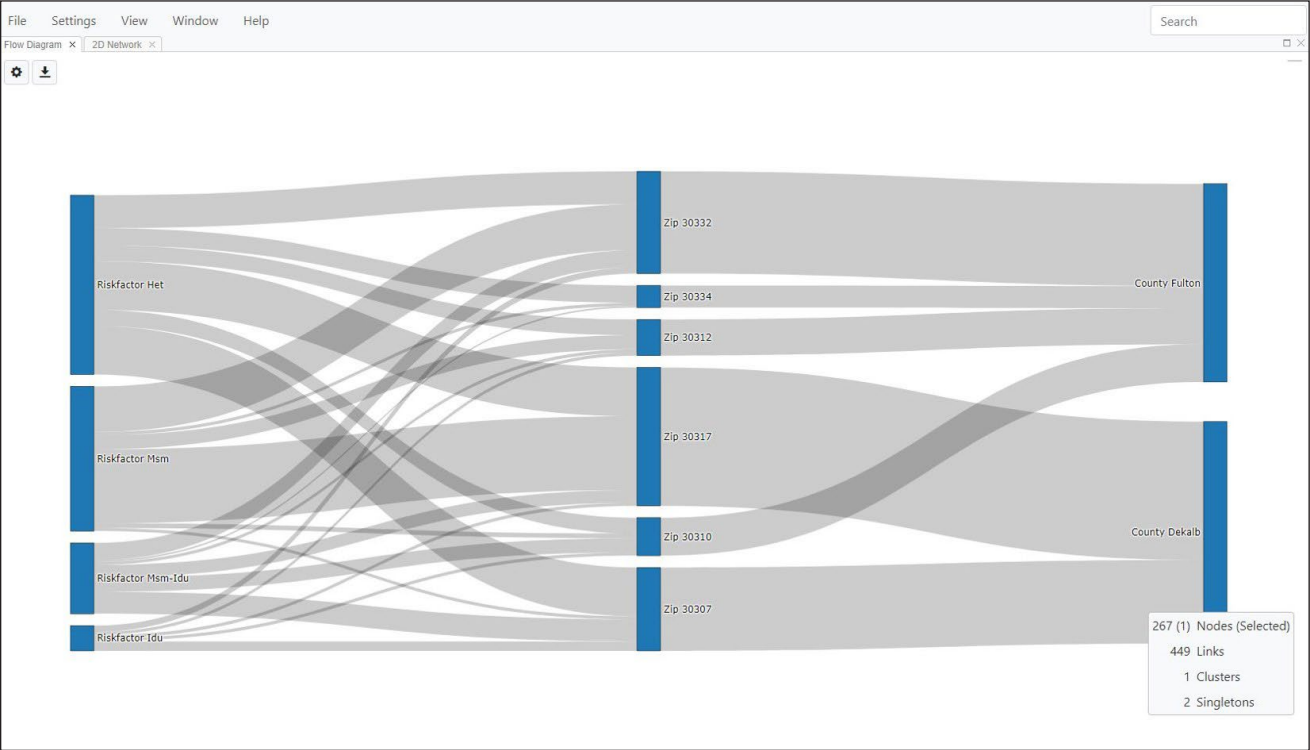 File Settings View Window Help Search
Flow Diagram × 2D Network ×
Riskfactor Het
Riskfactor Msm
Riskfactor Msm-Idu
Riskfactor Idu
Zip 30332
Zip 30334
Zip 30312
Zip 30317
Zip 30310
Zip 30307
County Fulton
County Dekalb
267 (1) Nodes (Selected)
449 Links
1 Clusters
2 Singletons